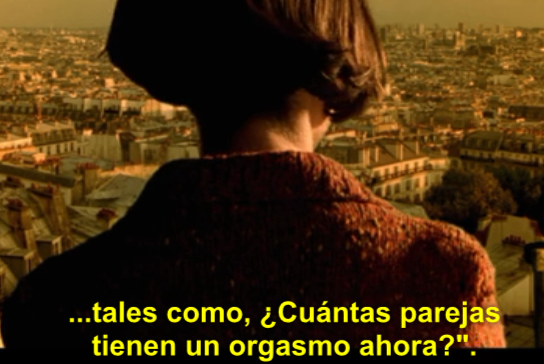 ...tales como, ¿Cuántas parejas
tienen un orgasmo ahora?".